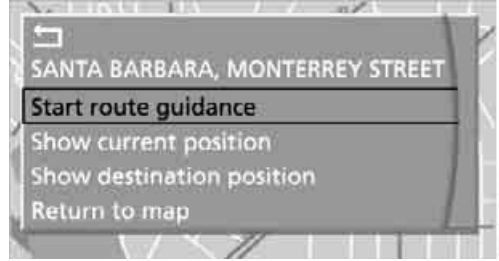 SANTA BARBARA, MONTERREY STREET
Start route guidance
Show current position
Show destination position
Return to map